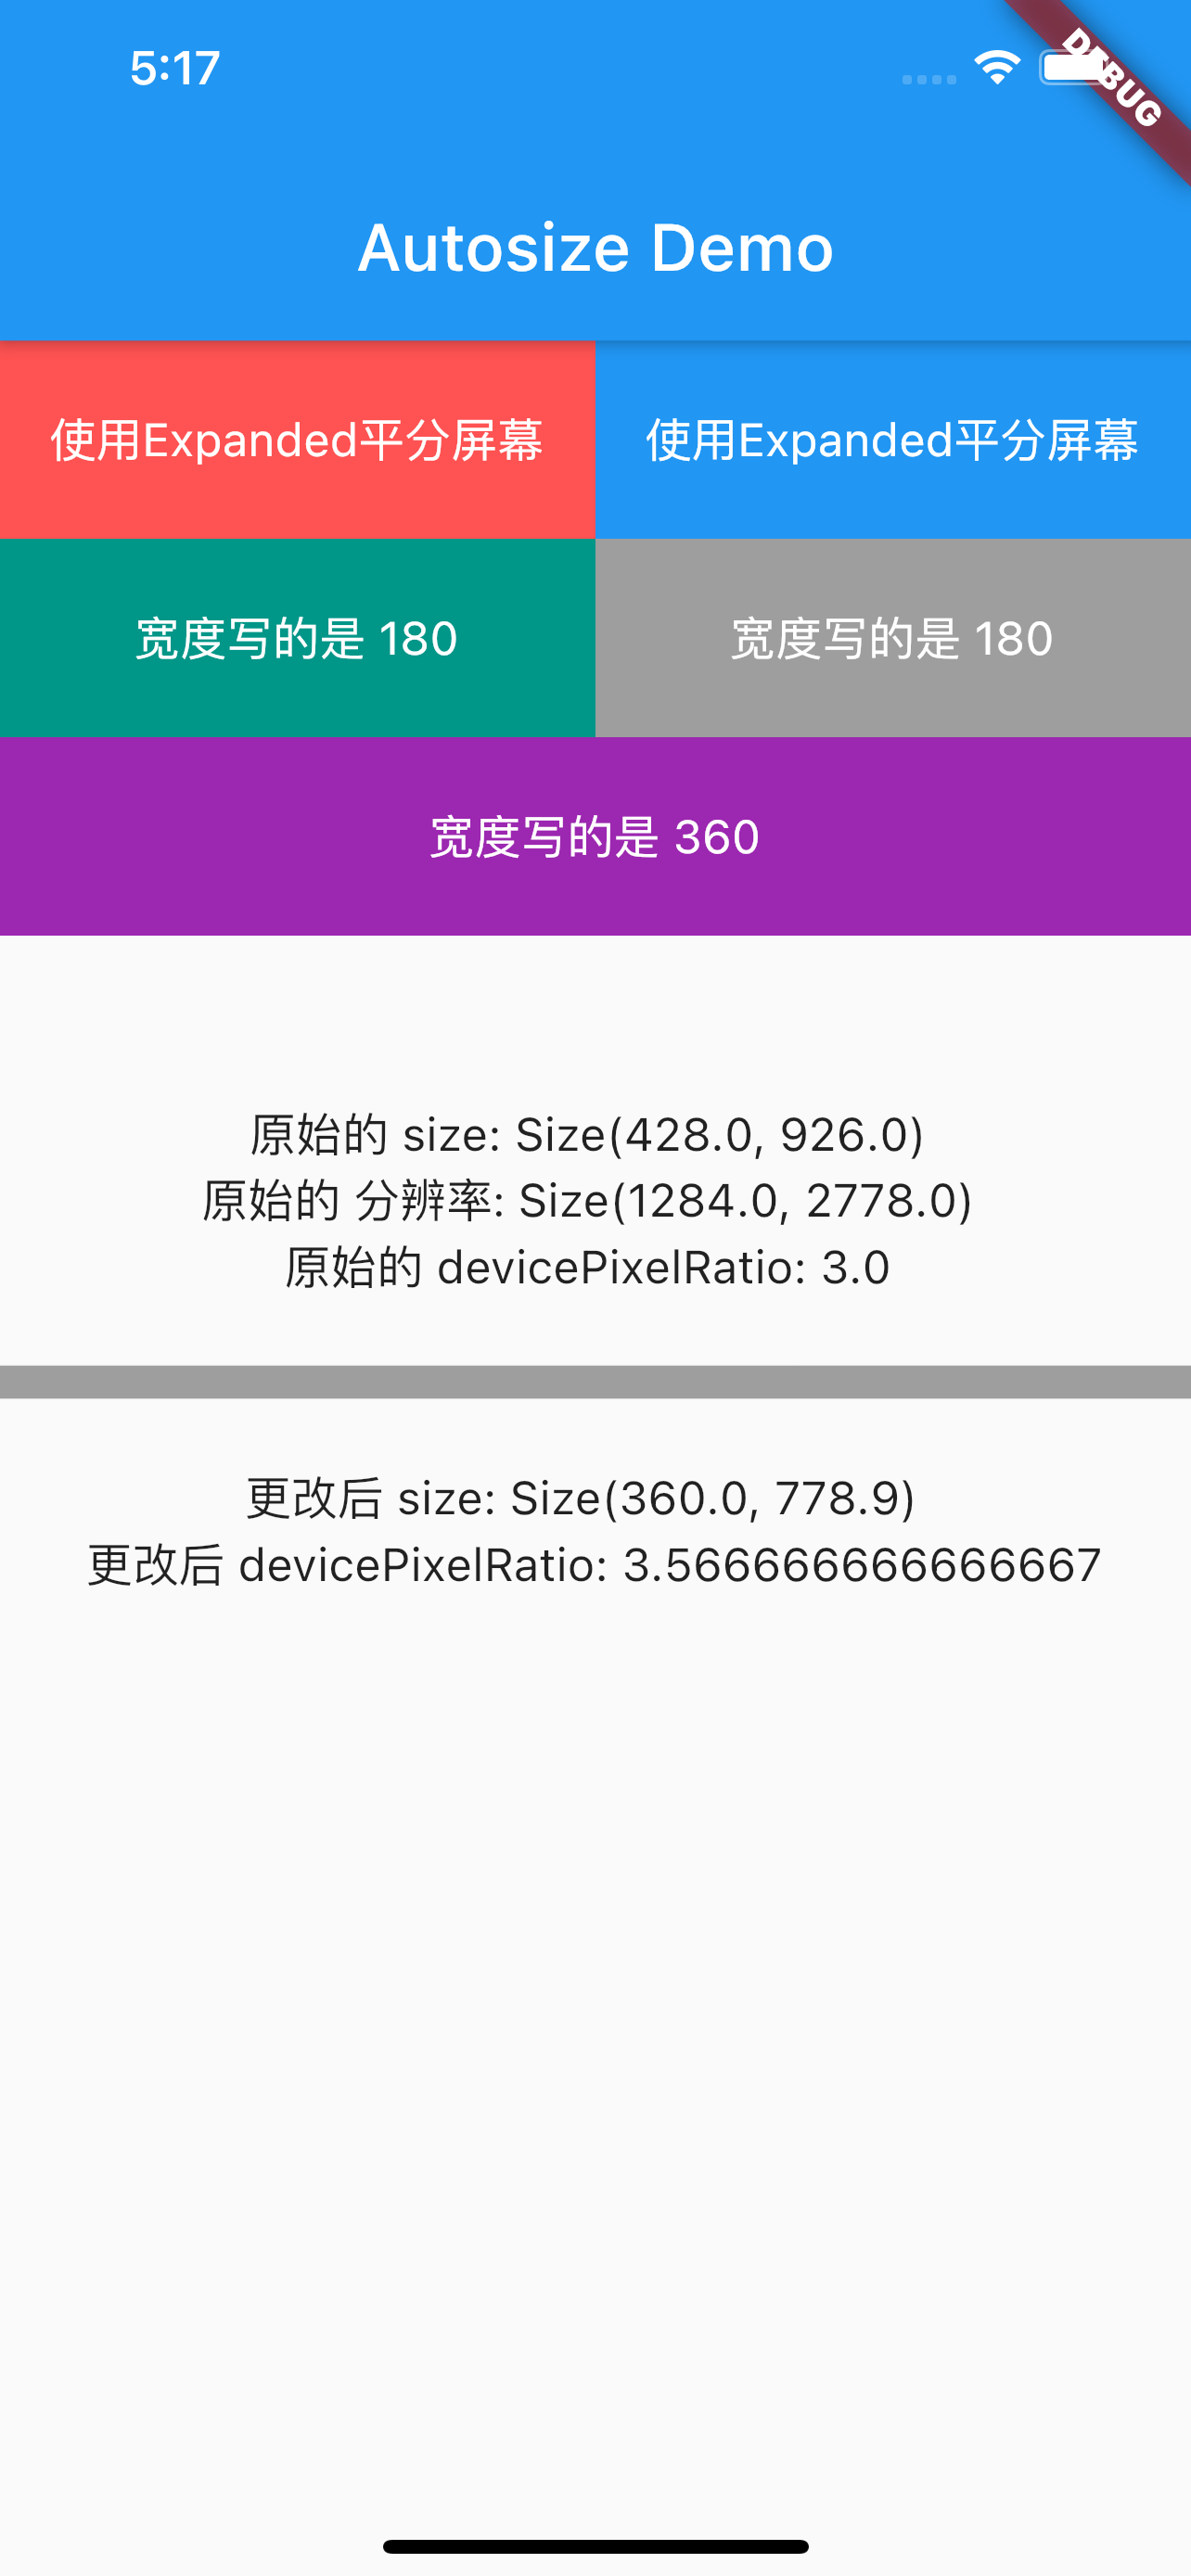 5:17
DEBUG
Autosize Demo
使用Expanded平分屏幕 使用Expanded平分屏幕
宽度写的是 180 宽度写的是 180
宽度写的是 360
原始的 size: Size(428.0, 926.0)
原始的 分辨率: Size(1284.0, 2778.0)
原始的 devicePixelRatio: 3.0
更改后 size: Size(360.0, 778.9)
更改后 devicePixelRatio: 3.566666666666667